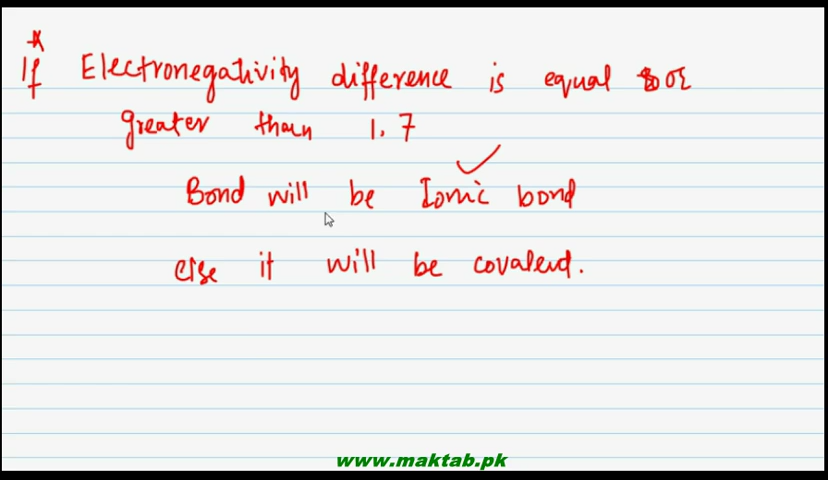 *
If Electronegativity difference is equal or
greater than 1.7
Bond will be Ionic bond
else it will be covalent.
www.maktab.pk